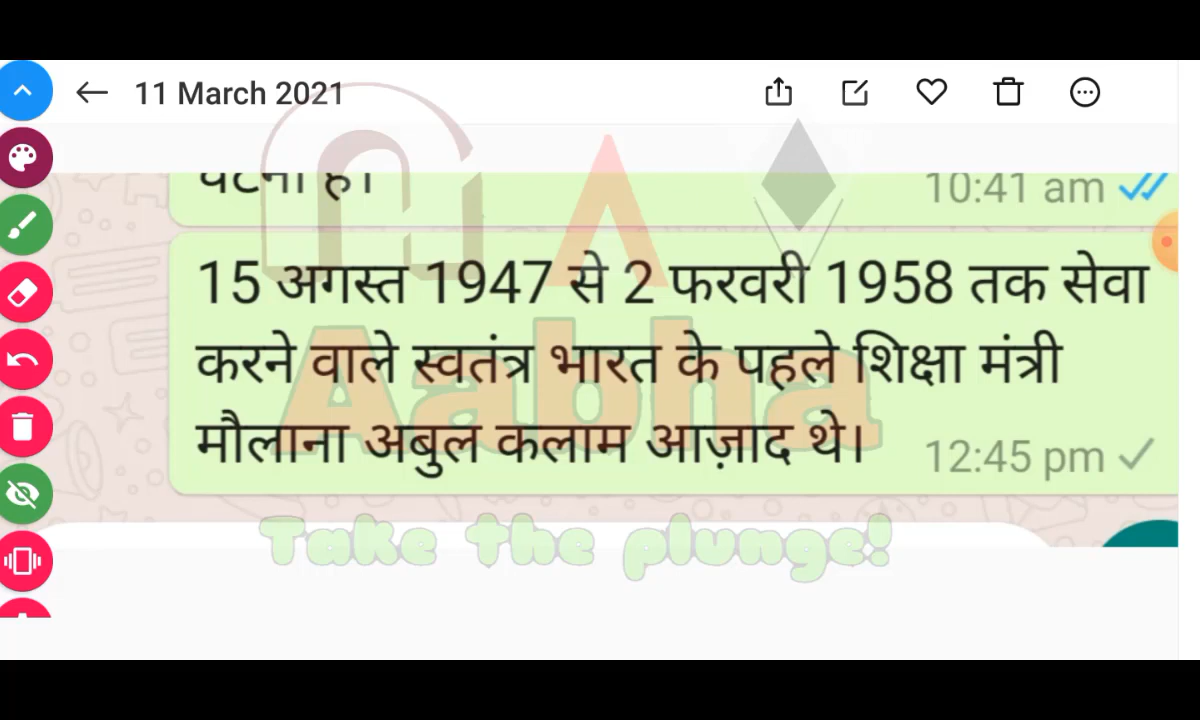 11 March 2021
पटना है।
10:41 am
15 अगस्त 1947 से 2 फरवरी 1958 तक सेवा
करने वाले स्वतंत्र भारत के पहले शिक्षा मंत्री
मौलाना अबुल कलाम आज़ाद थे।
12:45 pm
Aabha
Take the plunge!